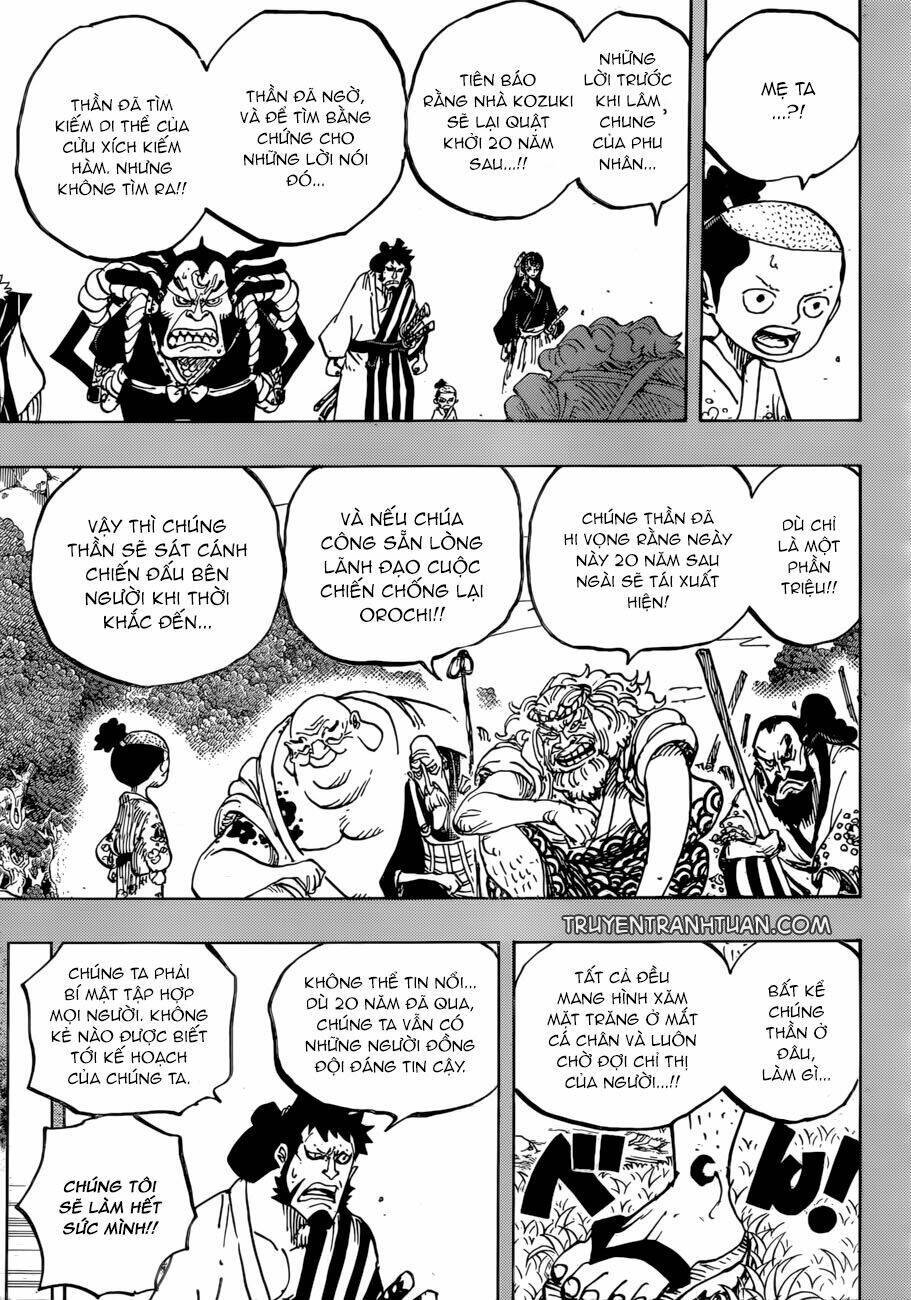 MẸ TA
...?!
NHỮNG
LỜI TRƯỚC
KHI LÂM
CHUNG
CỦA PHU
NHÂN...
TIÊN BÁO
RẰNG NHÀ KOZUKI
SẼ LẠI QUẬT
KHỞI 20 NĂM
SAU...!!
THẦN ĐÃ NGỜ,
VÀ ĐỂ TÌM BẰNG
CHỨNG CHO
NHỮNG LỜI NÓI
ĐÓ...
THẦN ĐÃ TÌM
KIẾM DI THỂ CỦA
CỬU XÍCH KIẾM
HÀM. NHƯNG
KHÔNG TÌM RA!!
DÙ CHỈ
LÀ MỘT
PHẦN
TRIỆU!!
CHÚNG THẦN ĐÃ
HI VỌNG RẰNG NGÀY
NÀY 20 NĂM SAU
NGÀI SẼ TÁI XUẤT
HIỆN!
VÀ NẾU CHÚA
CÔNG SẴN LÒNG
LÃNH ĐẠO CUỘC
CHIẾN CHỐNG LẠI
OROCHI!!
VẬY THÌ CHÚNG
THẦN SẼ SÁT CÁNH
CHIẾN ĐẤU BÊN
NGƯỜI KHI THỜI
KHẮC ĐẾN...
TRUYENTRANHTUAN.COM
BẤT KỂ
CHÚNG
THẦN Ở
ĐÂU,
LÀM GÌ...
TẤT CẢ ĐỀU
MANG HÌNH XĂM
MẶT TRĂNG Ở MẮT
CÁ CHÂN VÀ LUÔN
CHỜ ĐỢI CHỈ THỊ
CỦA NGƯỜI...!!
べん!
KHÔNG THỂ TIN NỔI...
DÙ 20 NĂM ĐÃ QUA,
CHÚNG TA VẪN CÓ
NHỮNG NGƯỜI ĐỒNG
ĐỘI ĐÁNG TIN CẬY.
CHÚNG TA PHẢI
BÍ MẬT TẬP HỢP
MỌI NGƯỜI. KHÔNG
KẺ NÀO ĐƯỢC BIẾT
TỚI KẾ HOẠCH
CỦA CHÚNG TA.
CHÚNG TÔI
SẼ LÀM HẾT
SỨC MÌNH!!